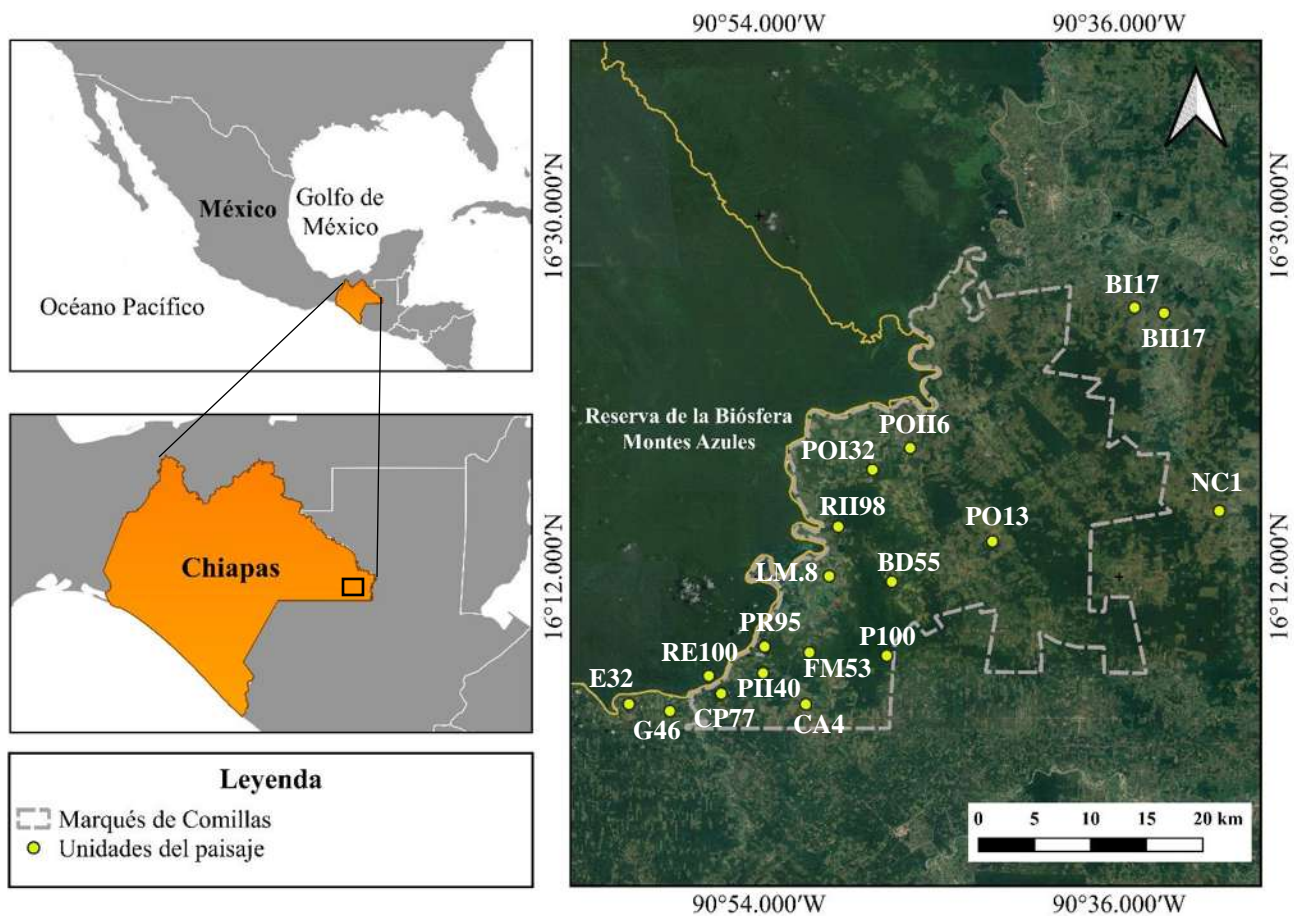 México
Golfo de
México
Océano Pacífico
Chiapas
Leyenda
Marqués de Comillas
Unidades del paisaje
90°54.000′W
90°36.000′W
16°30.000′N
16°30.000′N
BI17
BII17
Reserva de la Biósfera
Montes Azules
POII6
POI32
NC1
RII98
PO13
16°12.000′N
16°12.000′N
LM.8
BD55
PR95
P100
RE100
FM53
E32
PII40
G46
CP77
CA4
0 5 10 15 20 km
90°54.000′W
90°36.000′W